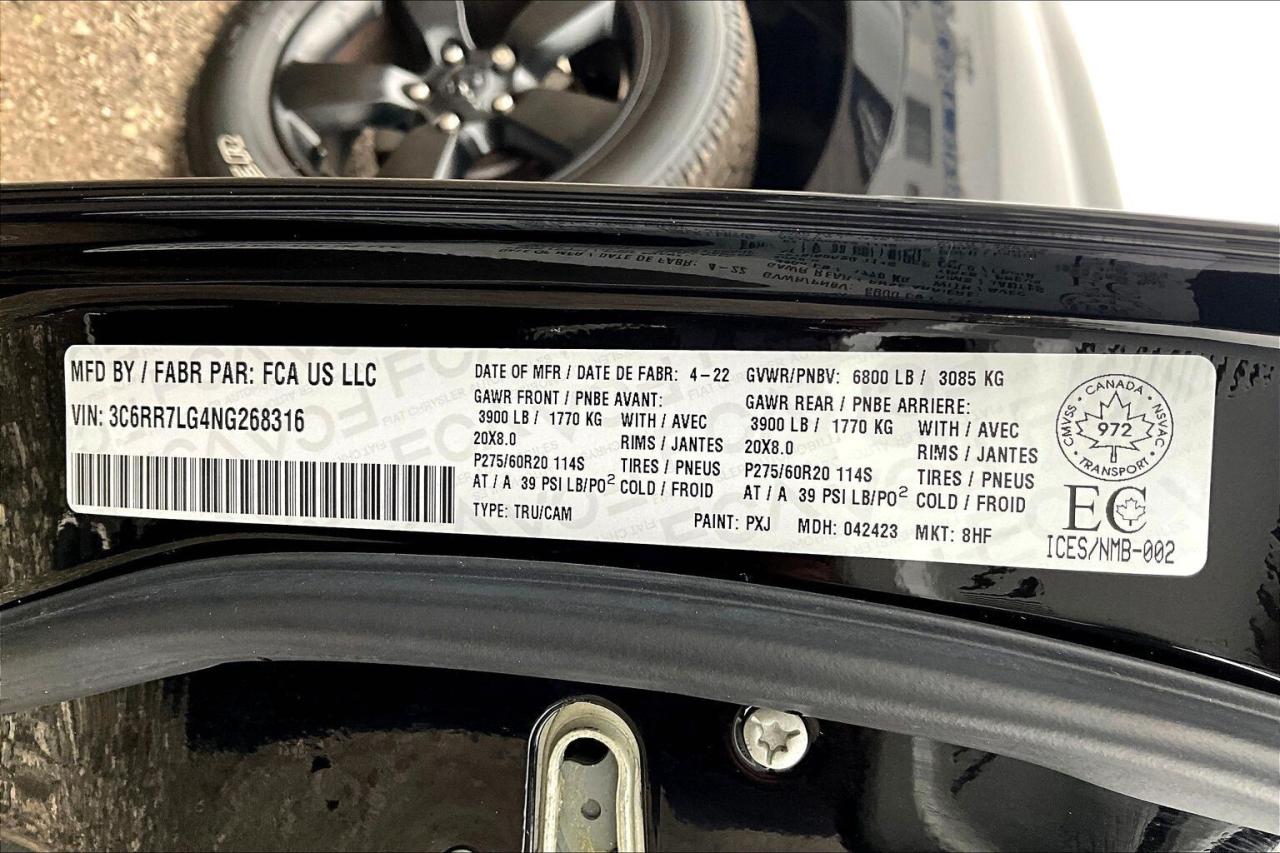 MFD BY / FABR PAR: FCA US LLC
VIN: 3C6RR7LG4NG268316
DATE OF MFR / DATE DE FABR: 4-22
GAWR FRONT / PNBE AVANT:
3900 LB / 1770 KG WITH / AVEC
20X8.0 RIMS / JANTES
P275/60R20 114S TIRES / PNEUS
AT / A 39 PSI LB/PO² COLD / FROID
TYPE: TRU/CAM
GVWR/PNBV: 6800 LB / 3085 KG
GAWR REAR / PNBE ARRIERE:
3900 LB / 1770 KG WITH / AVEC
20X8.0 RIMS / JANTES
P275/60R20 114S TIRES / PNEUS
AT / A 39 PSI LB/PO² COLD / FROID
PAINT: PXJ MDH: 042423 MKT: 8HF
CANADA
CMVSS · NSVAC
972
TRANSPORT
EC
ICES/NMB-002